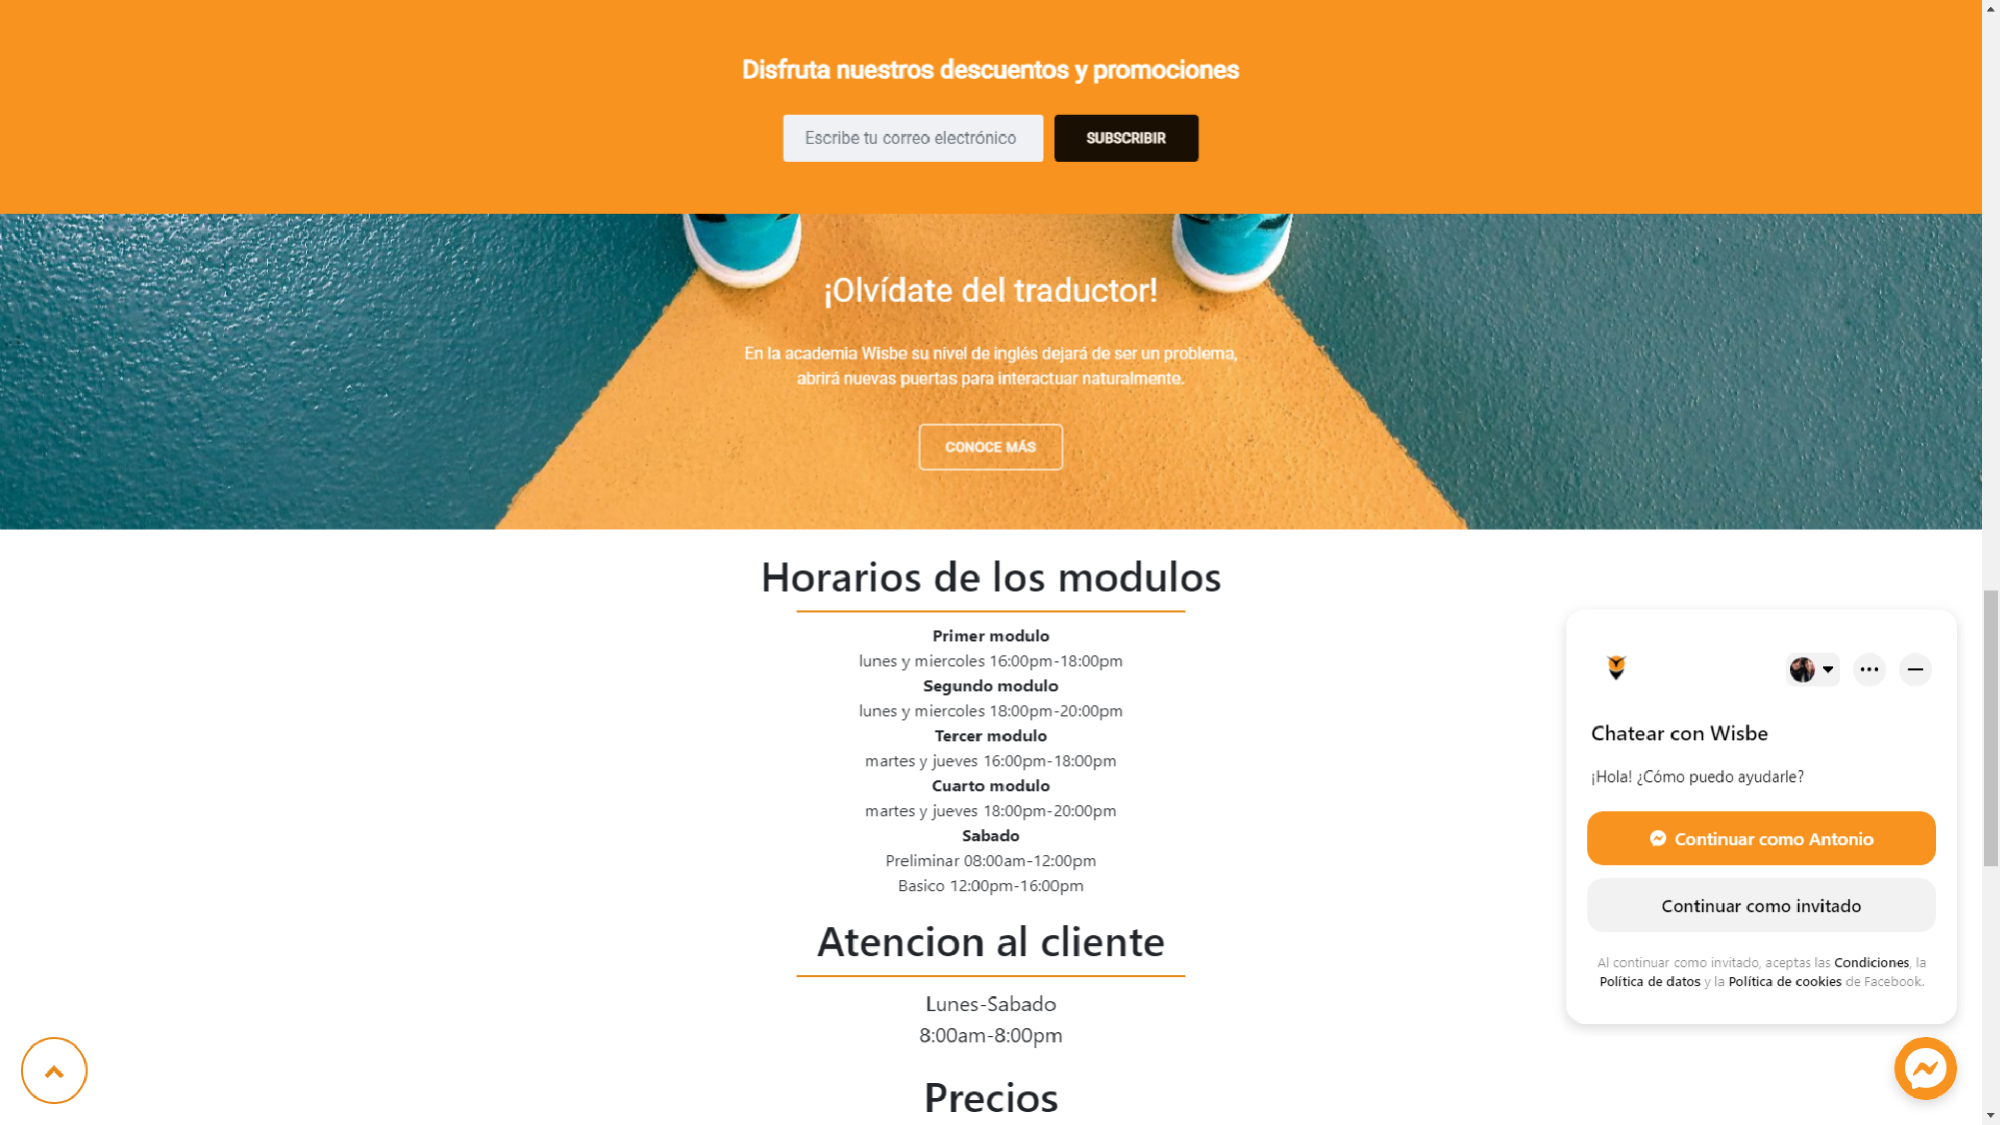 Disfruta nuestros descuentos y promociones
Escribe tu correo electrónico
SUBSCRIBIR
¡Olvídate del traductor!
En la academia Wisbe su nivel de inglés dejará de ser un problema,
abrirá nuevas puertas para interactuar naturalmente.
CONOCE MÁS
Horarios de los modulos
Primer modulo
lunes y miercoles 16:00pm-18:00pm
Segundo modulo
lunes y miercoles 18:00pm-20:00pm
Tercer modulo
martes y jueves 16:00pm-18:00pm
Cuarto modulo
martes y jueves 18:00pm-20:00pm
Sabado
Preliminar 08:00am-12:00pm
Basico 12:00pm-16:00pm
Atencion al cliente
Lunes-Sabado
8:00am-8:00pm
Precios
Chatear con Wisbe
¡Hola! ¿Cómo puedo ayudarle?
Continuar como Antonio
Continuar como invitado
Al continuar como invitado, aceptas las Condiciones, la
Política de datos y la Política de cookies de Facebook.